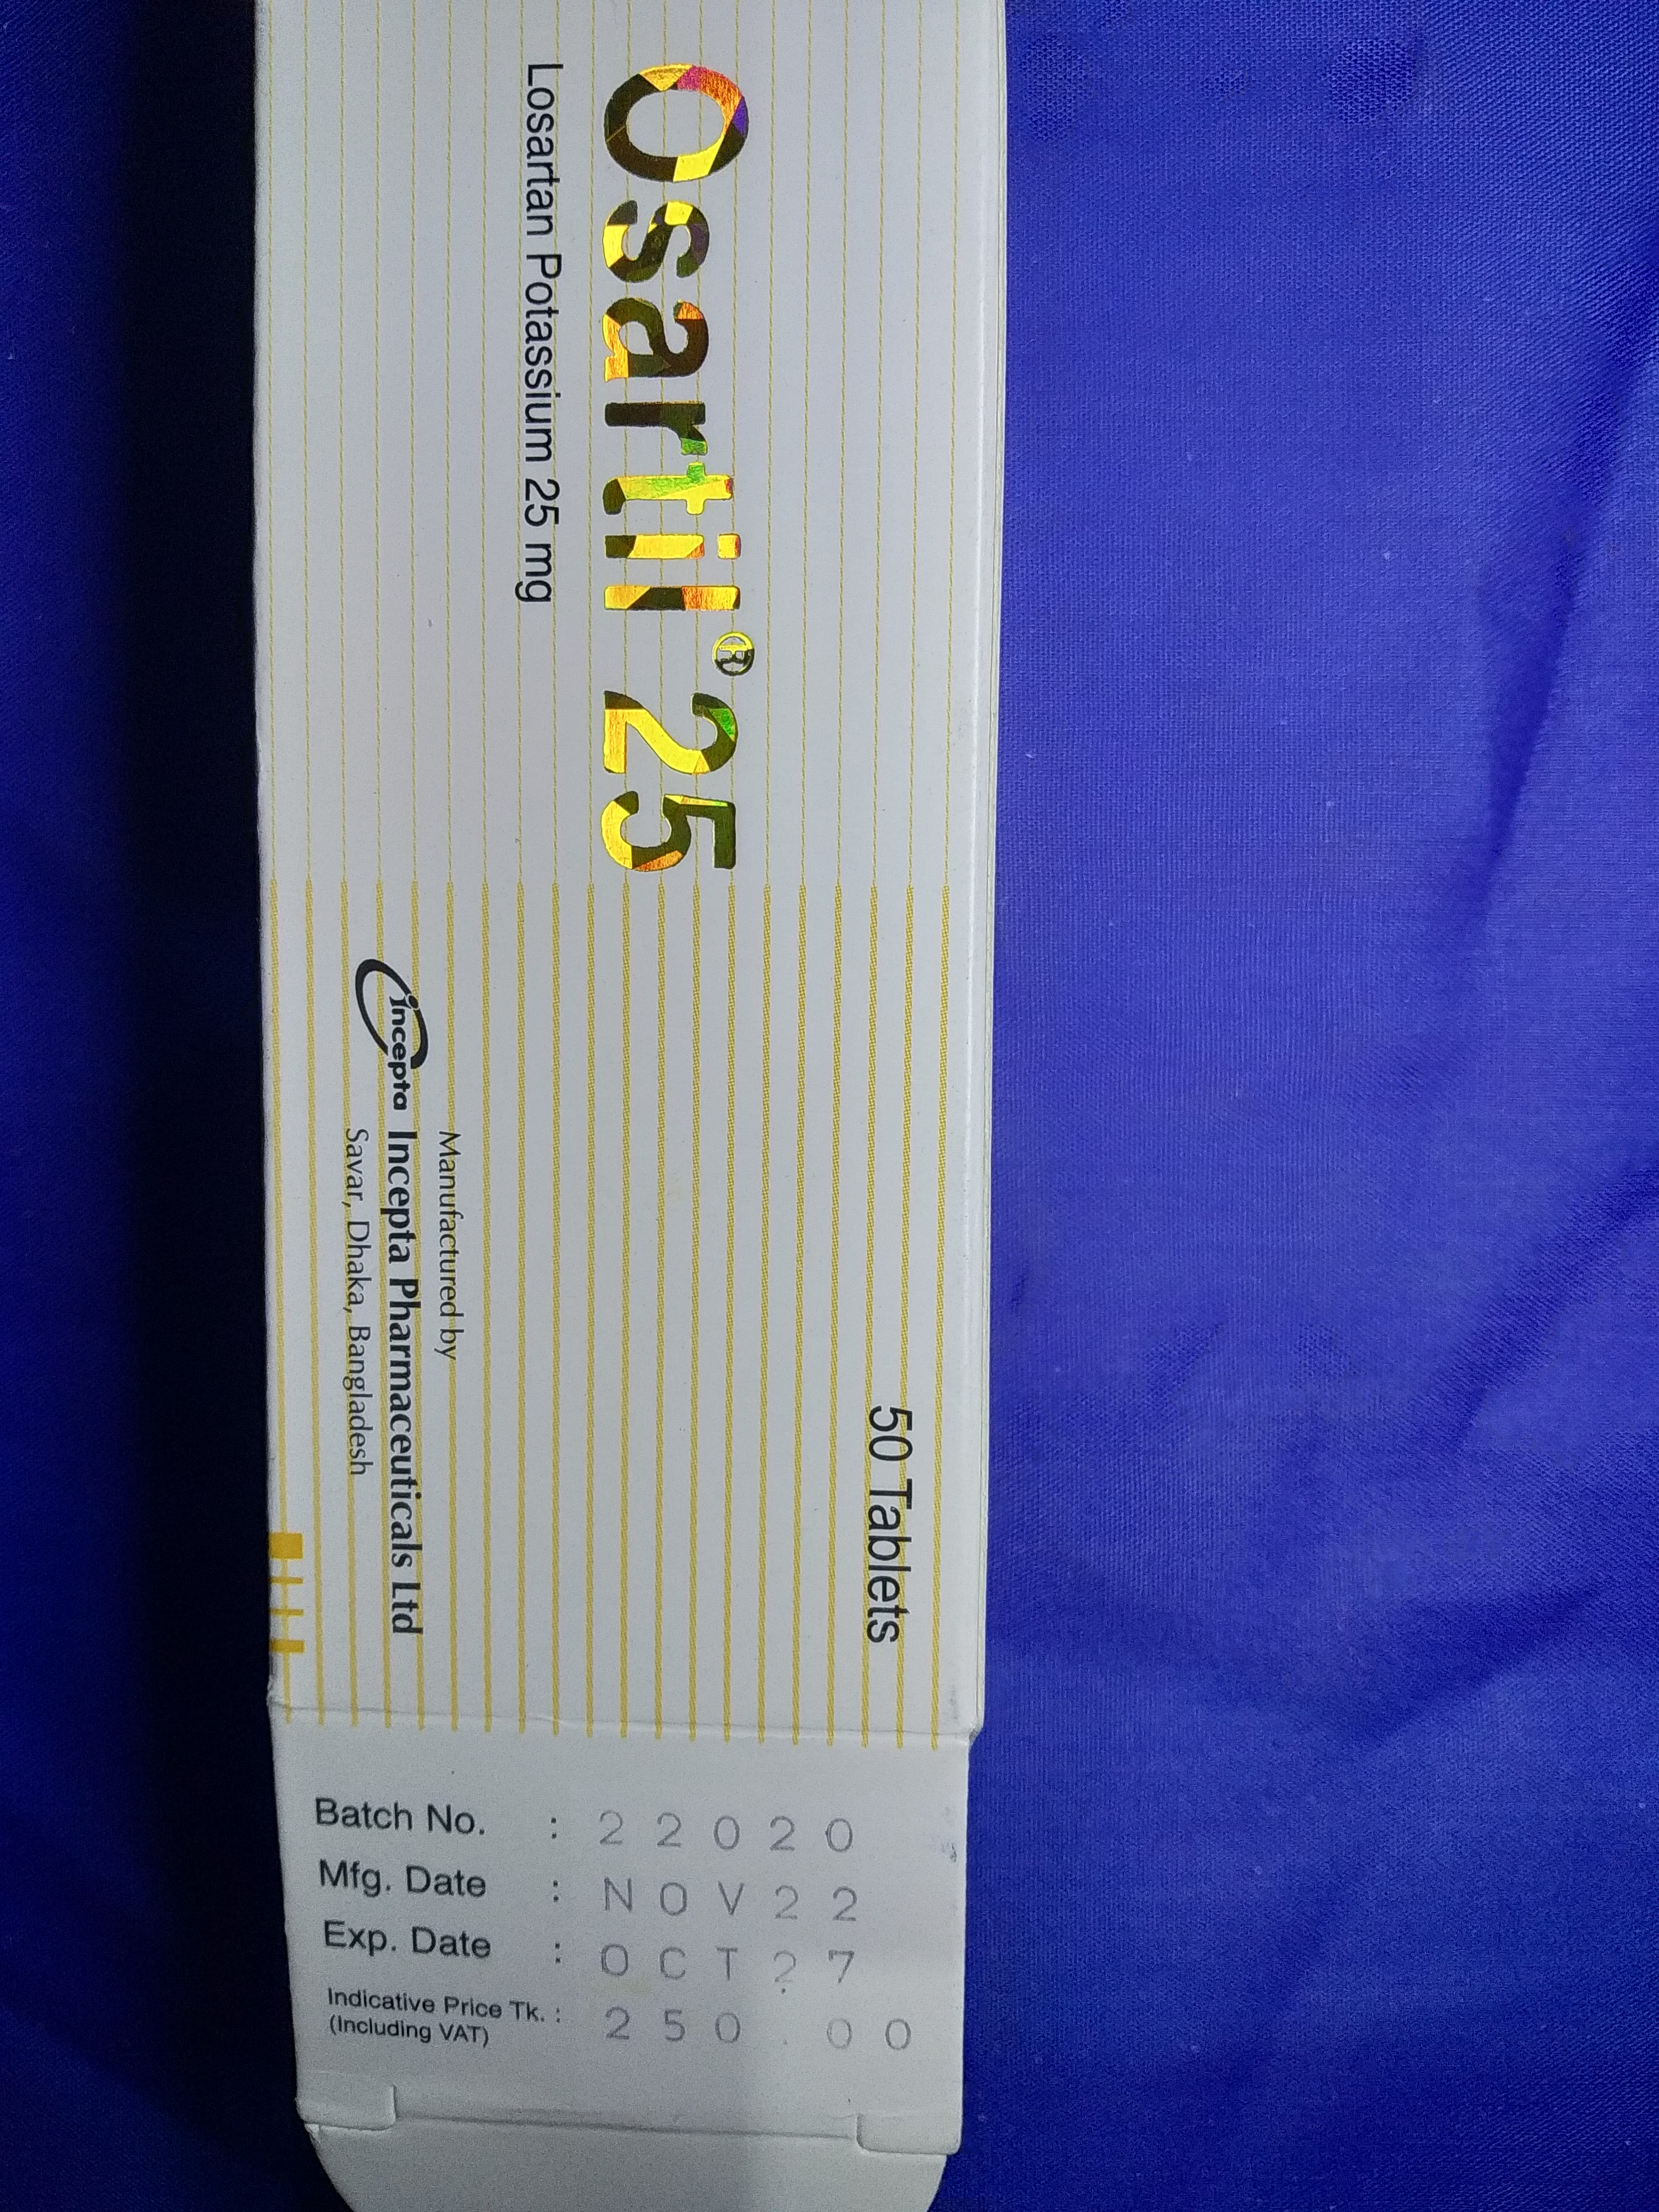 50 Tablets
Osartil® 25
Losartan Potassium 25 mg
Manufactured by
incepta Incepta Pharmaceuticals Ltd
Savar, Dhaka, Bangladesh
Batch No. : 22020
Mfg. Date : NOV22
Exp. Date : OCT27
Indicative Price Tk. : 250.00
(Including VAT)